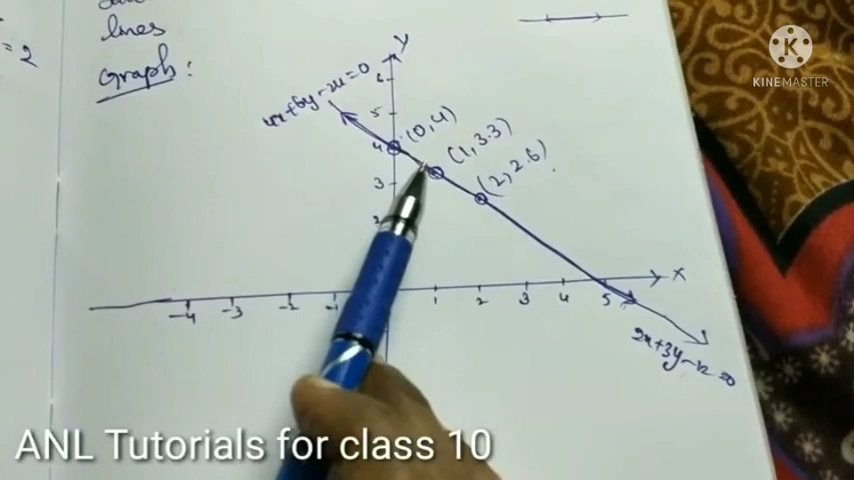 = 2
lines
Graph :
y
4x+6y-24=0
6
5
(0,4)
4
(1,3.3)
(2,2.6)
3
2
x
-4 -3 -2 -1 1 2 3 4 5
2x+3y-12=0
KINEMASTER
ANL Tutorials for class 10